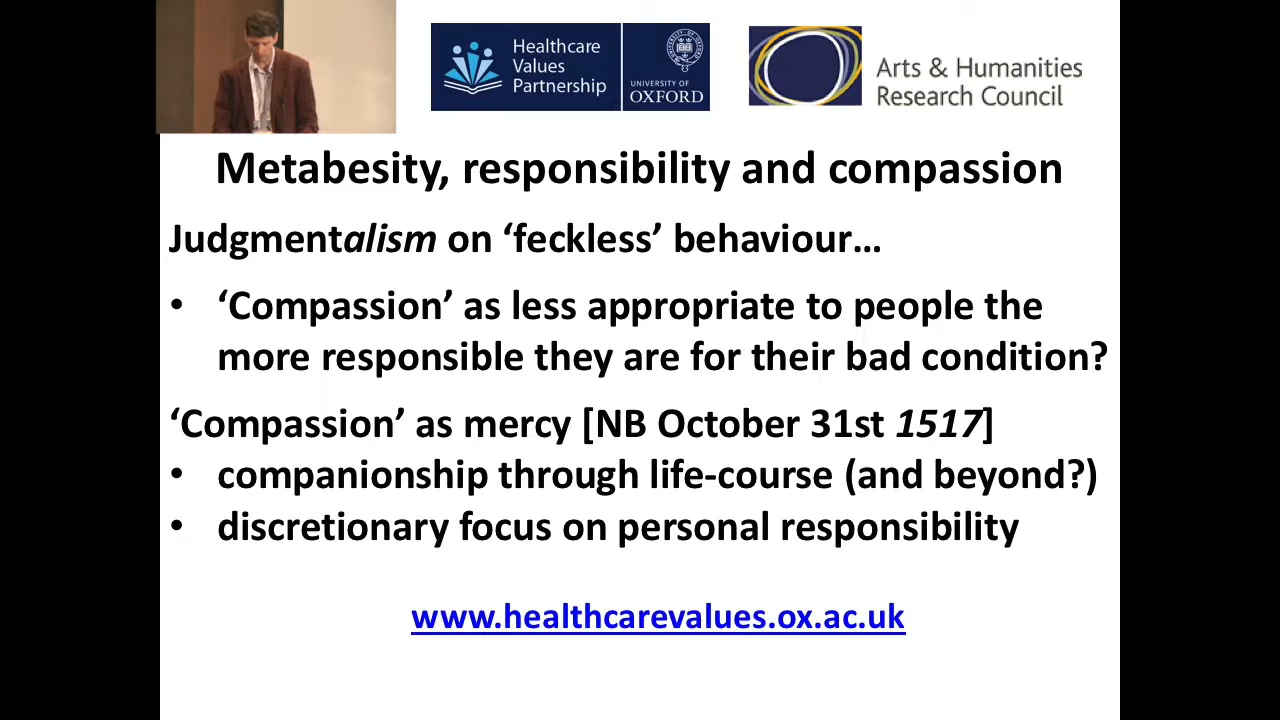 Healthcare
Values
Partnership
UNIVERSITY OF
OXFORD
Arts & Humanities
Research Council
Metabesity, responsibility and compassion
Judgmentalism on ‘feckless’ behaviour…
• ‘Compassion’ as less appropriate to people the
more responsible they are for their bad condition?
‘Compassion’ as mercy [NB October 31st 1517]
• companionship through life-course (and beyond?)
• discretionary focus on personal responsibility
www.healthcarevalues.ox.ac.uk